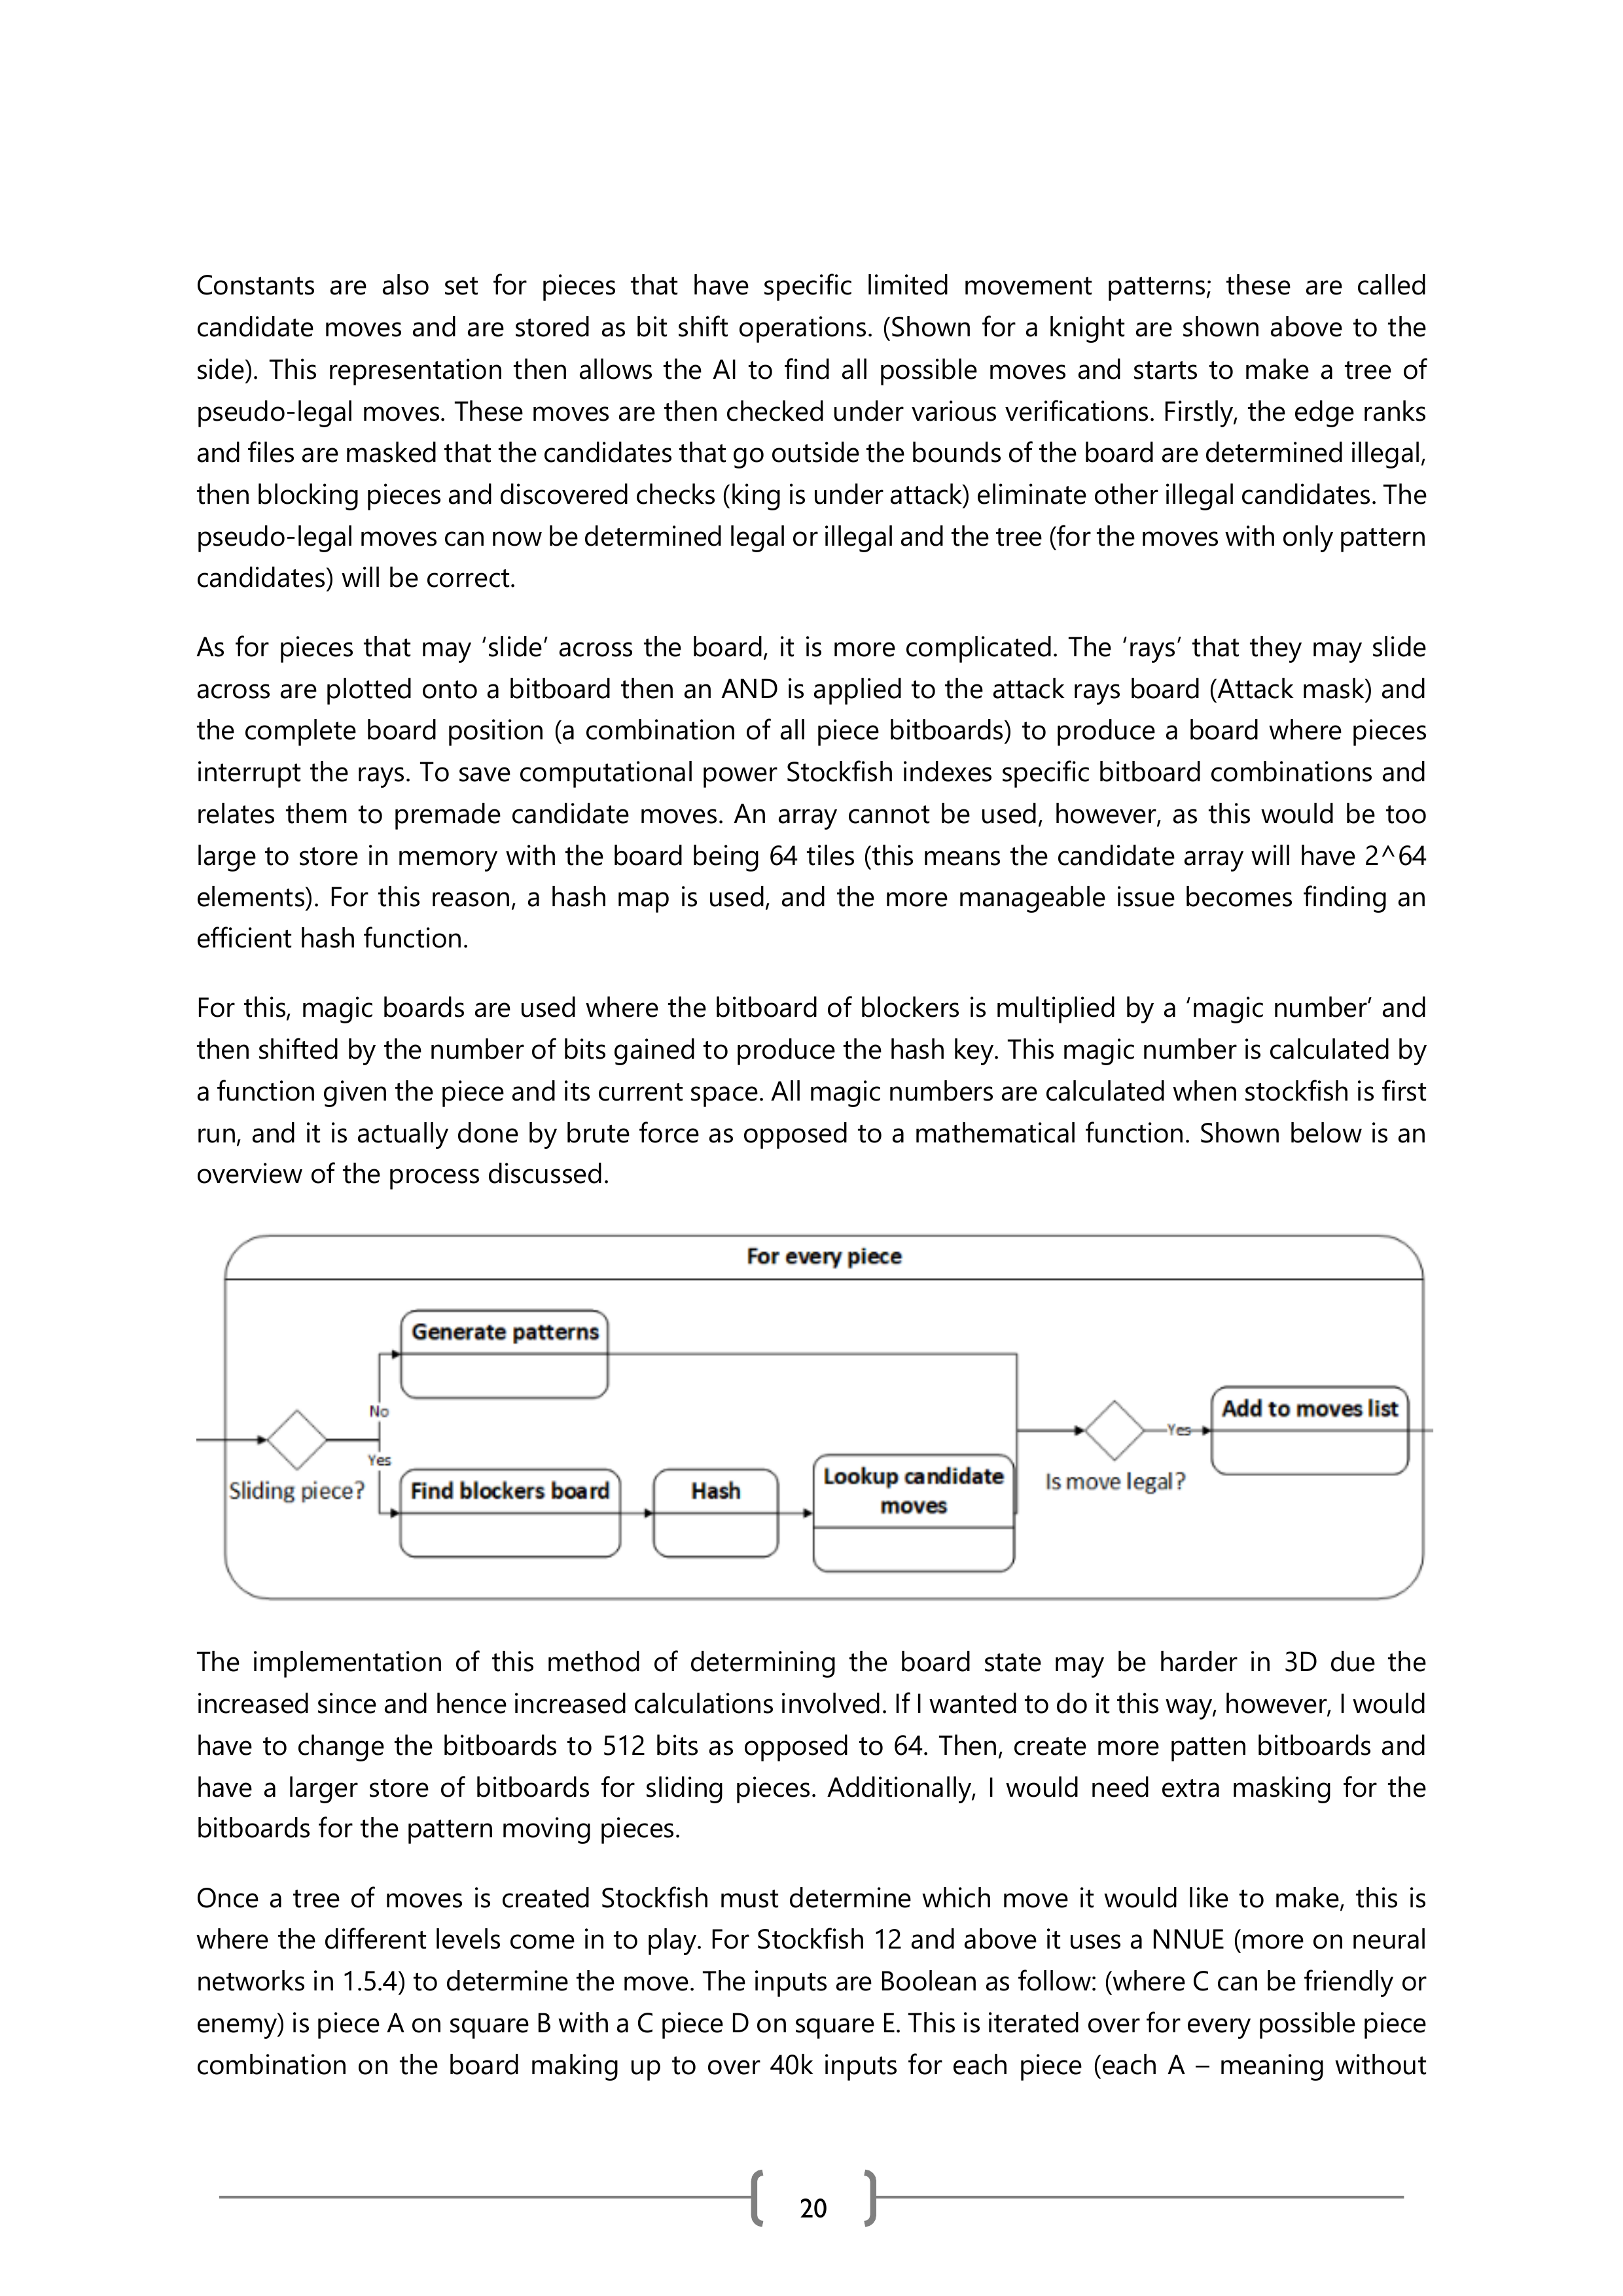 Constants are also set for pieces that have specific limited movement patterns; these are called
candidate moves and are stored as bit shift operations. (Shown for a knight are shown above to the
side). This representation then allows the AI to find all possible moves and starts to make a tree of
pseudo-legal moves. These moves are then checked under various verifications. Firstly, the edge ranks
and files are masked that the candidates that go outside the bounds of the board are determined illegal,
then blocking pieces and discovered checks (king is under attack) eliminate other illegal candidates. The
pseudo-legal moves can now be determined legal or illegal and the tree (for the moves with only pattern
candidates) will be correct.
As for pieces that may ‘slide’ across the board, it is more complicated. The ‘rays’ that they may slide
across are plotted onto a bitboard then an AND is applied to the attack rays board (Attack mask) and
the complete board position (a combination of all piece bitboards) to produce a board where pieces
interrupt the rays. To save computational power Stockfish indexes specific bitboard combinations and
relates them to premade candidate moves. An array cannot be used, however, as this would be too
large to store in memory with the board being 64 tiles (this means the candidate array will have 2^64
elements). For this reason, a hash map is used, and the more manageable issue becomes finding an
efficient hash function.
For this, magic boards are used where the bitboard of blockers is multiplied by a ‘magic number’ and
then shifted by the number of bits gained to produce the hash key. This magic number is calculated by
a function given the piece and its current space. All magic numbers are calculated when stockfish is first
run, and it is actually done by brute force as opposed to a mathematical function. Shown below is an
overview of the process discussed.
For every piece
Generate patterns
No
Yes
Sliding piece?
Find blockers board
Hash
Lookup candidate
moves
Is move legal?
Yes
Add to moves list
The implementation of this method of determining the board state may be harder in 3D due the
increased since and hence increased calculations involved. If I wanted to do it this way, however, I would
have to change the bitboards to 512 bits as opposed to 64. Then, create more patten bitboards and
have a larger store of bitboards for sliding pieces. Additionally, I would need extra masking for the
bitboards for the pattern moving pieces.
Once a tree of moves is created Stockfish must determine which move it would like to make, this is
where the different levels come in to play. For Stockfish 12 and above it uses a NNUE (more on neural
networks in 1.5.4) to determine the move. The inputs are Boolean as follow: (where C can be friendly or
enemy) is piece A on square B with a C piece D on square E. This is iterated over for every possible piece
combination on the board making up to over 40k inputs for each piece (each A – meaning without
20